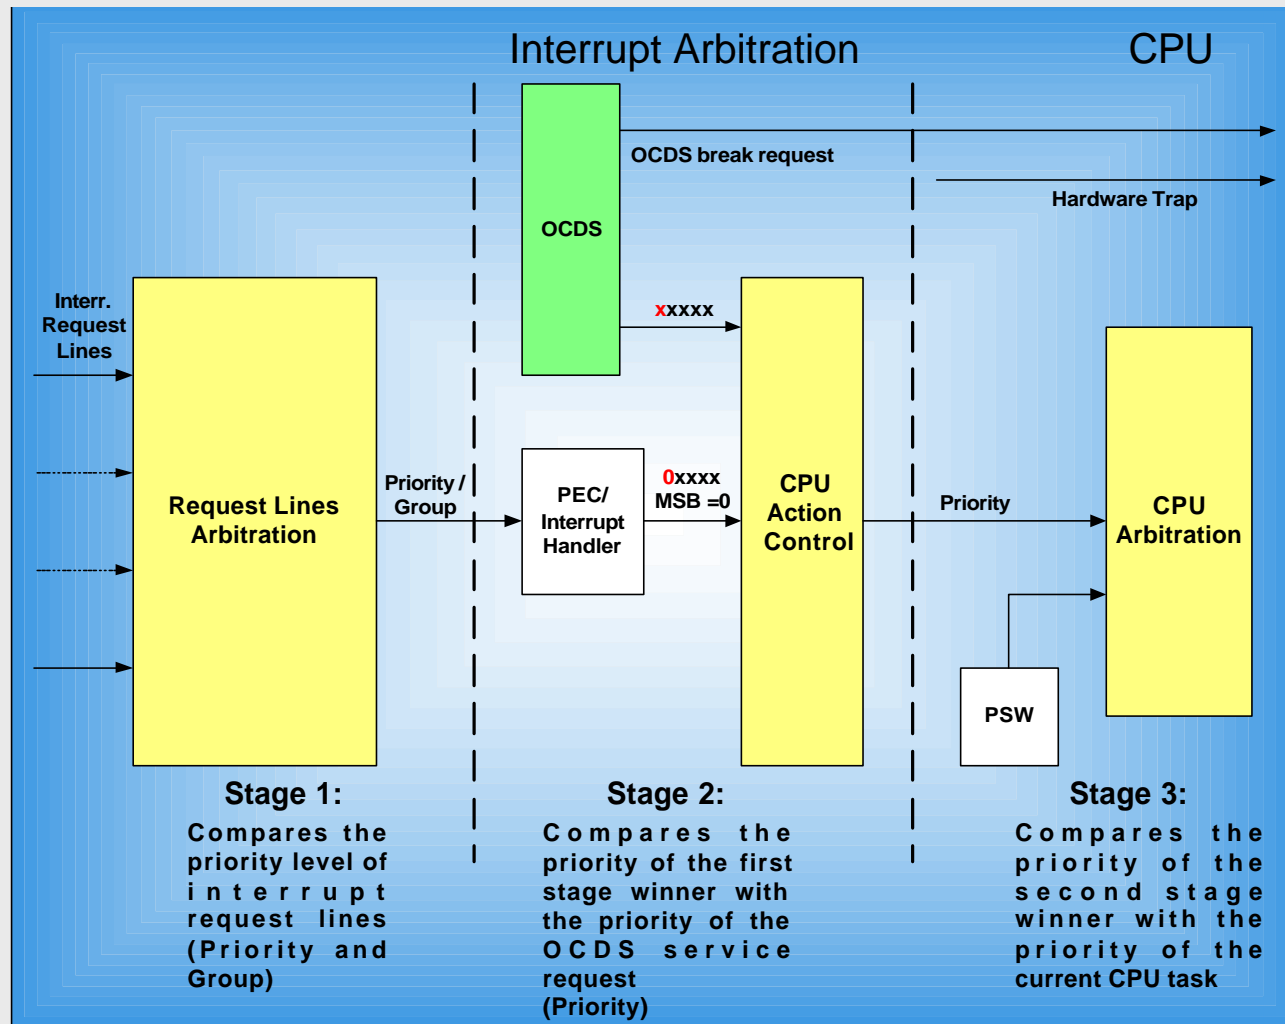 Interrupt Arbitration
CPU
OCDS break request
Hardware Trap
OCDS
Interr.
Request
Lines
xxxxx
Request Lines
Arbitration
Priority /
Group
PEC/
Interrupt
Handler
0xxxx
MSB =0
CPU
Action
Control
Priority
CPU
Arbitration
PSW
Stage 1:
Compares the
priority level of
interrupt
request lines
(Priority and
Group)
Stage 2:
Compares the
priority of the first
stage winner with
the priority of the
OCDS service
request
(Priority)
Stage 3:
Compares the
priority of the
second stage
winner with the
priority of the
current CPU task